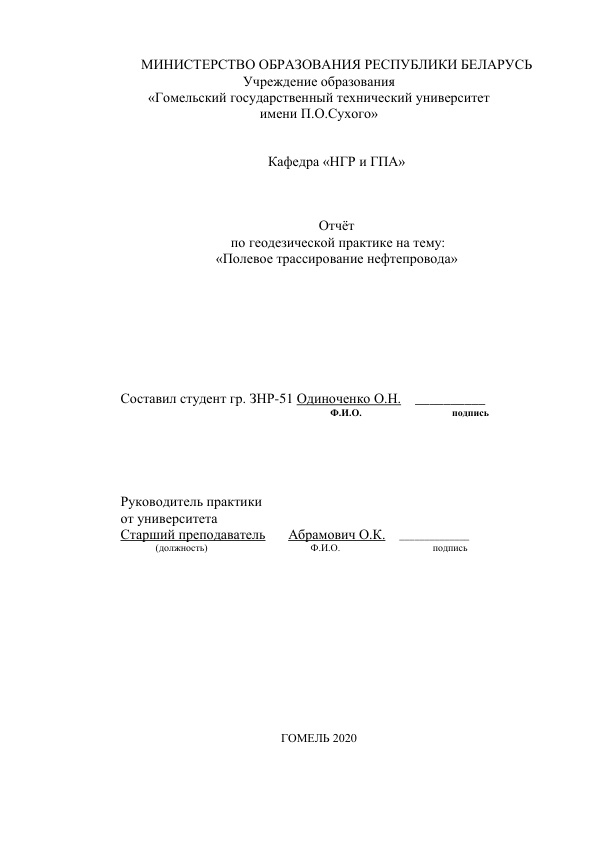 МИНИСТЕРСТВО ОБРАЗОВАНИЯ РЕСПУБЛИКИ БЕЛАРУСЬ
Учреждение образования
«Гомельский государственный технический университет
имени П.О.Сухого»
Кафедра «НГР и ГПА»
Отчёт
по геодезической практике на тему:
«Полевое трассирование нефтепровода»
Составил студент гр. ЗНР-51 Одиноченко О.Н. __________
Ф.И.О. подпись
Руководитель практики
от университета
Старший преподаватель Абрамович О.К. __________
(должность) Ф.И.О. подпись
ГОМЕЛЬ 2020